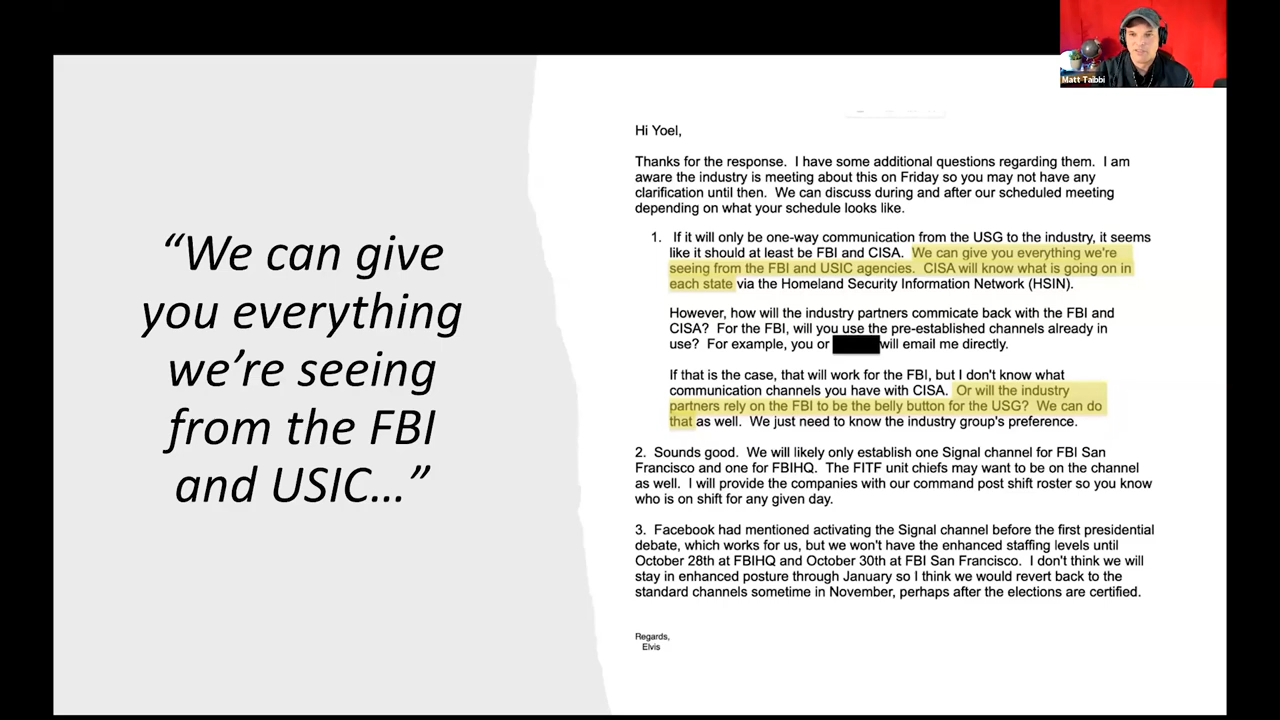 Matt Taibbi
“We can give
you everything
we’re seeing
from the FBI
and USIC…”
Hi Yoel,
Thanks for the response. I have some additional questions regarding them. I am
aware the industry is meeting about this on Friday so you may not have any
clarification until then. We can discuss during and after our scheduled meeting
depending on what your schedule looks like.
1. If it will only be one-way communication from the USG to the industry, it seems
like it should at least be FBI and CISA. We can give you everything we're
seeing from the FBI and USIC agencies. CISA will know what is going on in
each state via the Homeland Security Information Network (HSIN).
However, how will the industry partners commicate back with the FBI and
CISA? For the FBI, will you use the pre-established channels already in
use? For example, you or will email me directly.
If that is the case, that will work for the FBI, but I don't know what
communication channels you have with CISA. Or will the industry
partners rely on the FBI to be the belly button for the USG? We can do
that as well. We just need to know the industry group's preference.
2. Sounds good. We will likely only establish one Signal channel for FBI San
Francisco and one for FBIHQ. The FITF unit chiefs may want to be on the channel
as well. I will provide the companies with our command post shift roster so you know
who is on shift for any given day.
3. Facebook had mentioned activating the Signal channel before the first presidential
debate, which works for us, but we won't have the enhanced staffing levels until
October 28th at FBIHQ and October 30th at FBI San Francisco. I don't think we will
stay in enhanced posture through January so I think we would revert back to the
standard channels sometime in November, perhaps after the elections are certified.
Regards,
Elvis